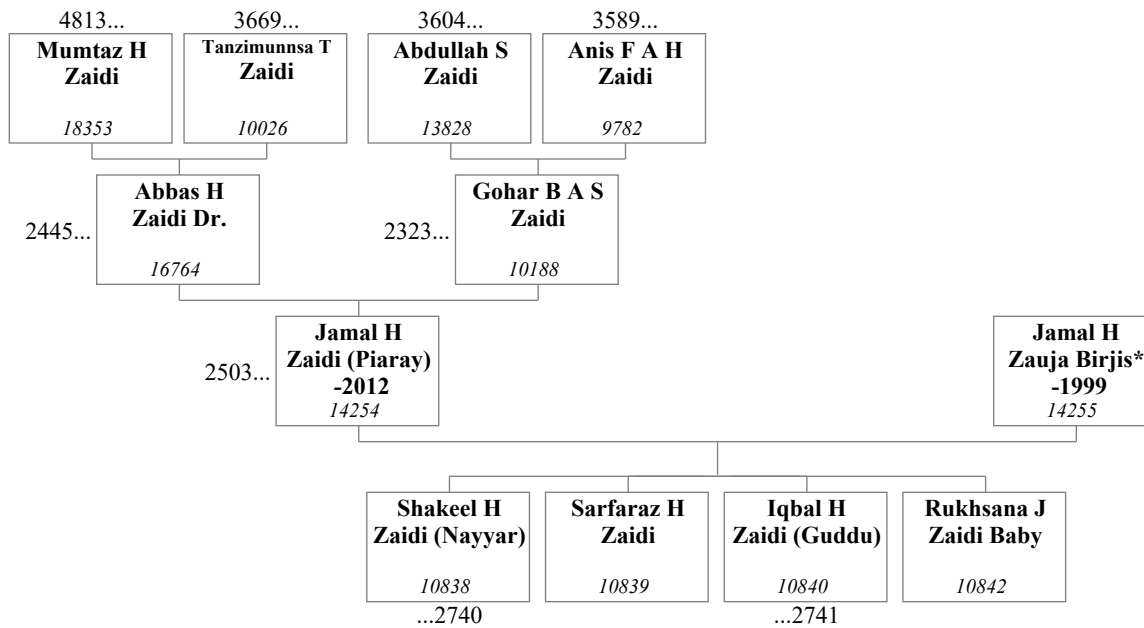 4813...
3669...
3604...
3589...
Mumtaz H
Zaidi
18353
Tanzimunnsa T
Zaidi
10026
Abdullah S
Zaidi
13828
Anis F A H
Zaidi
9782
2445...
Abbas H
Zaidi Dr.
16764
2323...
Gohar B A S
Zaidi
10188
2503...
Jamal H
Zaidi (Piaray)
-2012
14254
Jamal H
Zauja Birjis*
-1999
14255
Shakeel H
Zaidi (Nayyar)
10838
...2740
Sarfaraz H
Zaidi
10839
Iqbal H
Zaidi (Guddu)
10840
...2741
Rukhsana J
Zaidi Baby
10842